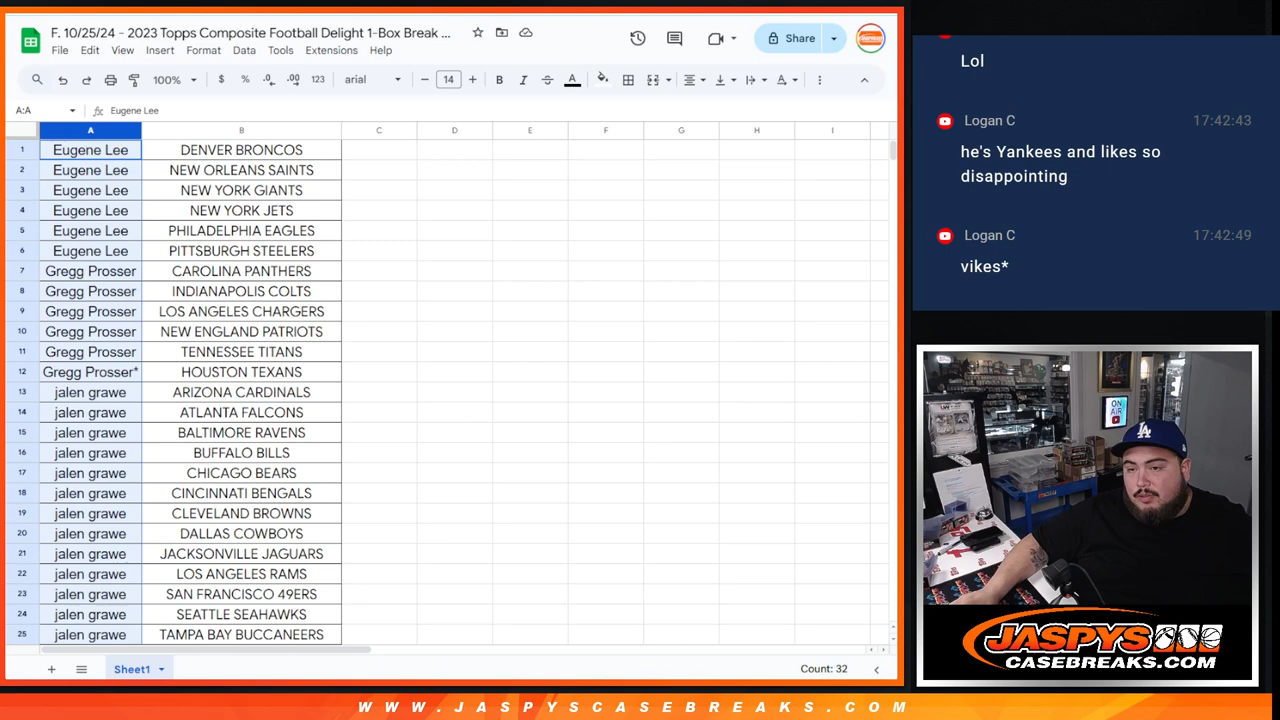 F. 10/25/24 - 2023 Topps Composite Football Delight 1-Box Break ...
File Edit View Insert Format Data Tools Extensions Help
Share
100% $ % .0 .00 123 arial 14 B I A
A:A fx Eugene Lee
A B C D E F G H I
1 Eugene Lee DENVER BRONCOS
2 Eugene Lee NEW ORLEANS SAINTS
3 Eugene Lee NEW YORK GIANTS
4 Eugene Lee NEW YORK JETS
5 Eugene Lee PHILADELPHIA EAGLES
6 Eugene Lee PITTSBURGH STEELERS
7 Gregg Prosser CAROLINA PANTHERS
8 Gregg Prosser INDIANAPOLIS COLTS
9 Gregg Prosser LOS ANGELES CHARGERS
10 Gregg Prosser NEW ENGLAND PATRIOTS
11 Gregg Prosser TENNESSEE TITANS
12 Gregg Prosser* HOUSTON TEXANS
13 jalen grawe ARIZONA CARDINALS
14 jalen grawe ATLANTA FALCONS
15 jalen grawe BALTIMORE RAVENS
16 jalen grawe BUFFALO BILLS
17 jalen grawe CHICAGO BEARS
18 jalen grawe CINCINNATI BENGALS
19 jalen grawe CLEVELAND BROWNS
20 jalen grawe DALLAS COWBOYS
21 jalen grawe JACKSONVILLE JAGUARS
22 jalen grawe LOS ANGELES RAMS
23 jalen grawe SAN FRANCISCO 49ERS
24 jalen grawe SEATTLE SEAHAWKS
25 jalen grawe TAMPA BAY BUCCANEERS
Sheet1
Count: 32
Lol
Logan C 17:42:43
he's Yankees and likes so
disappointing
Logan C 17:42:49
vikes*
ON
AIR
LA
JASPYS
CASEBREAKS.COM
WWW.JASPYSCASEBREAKS.COM